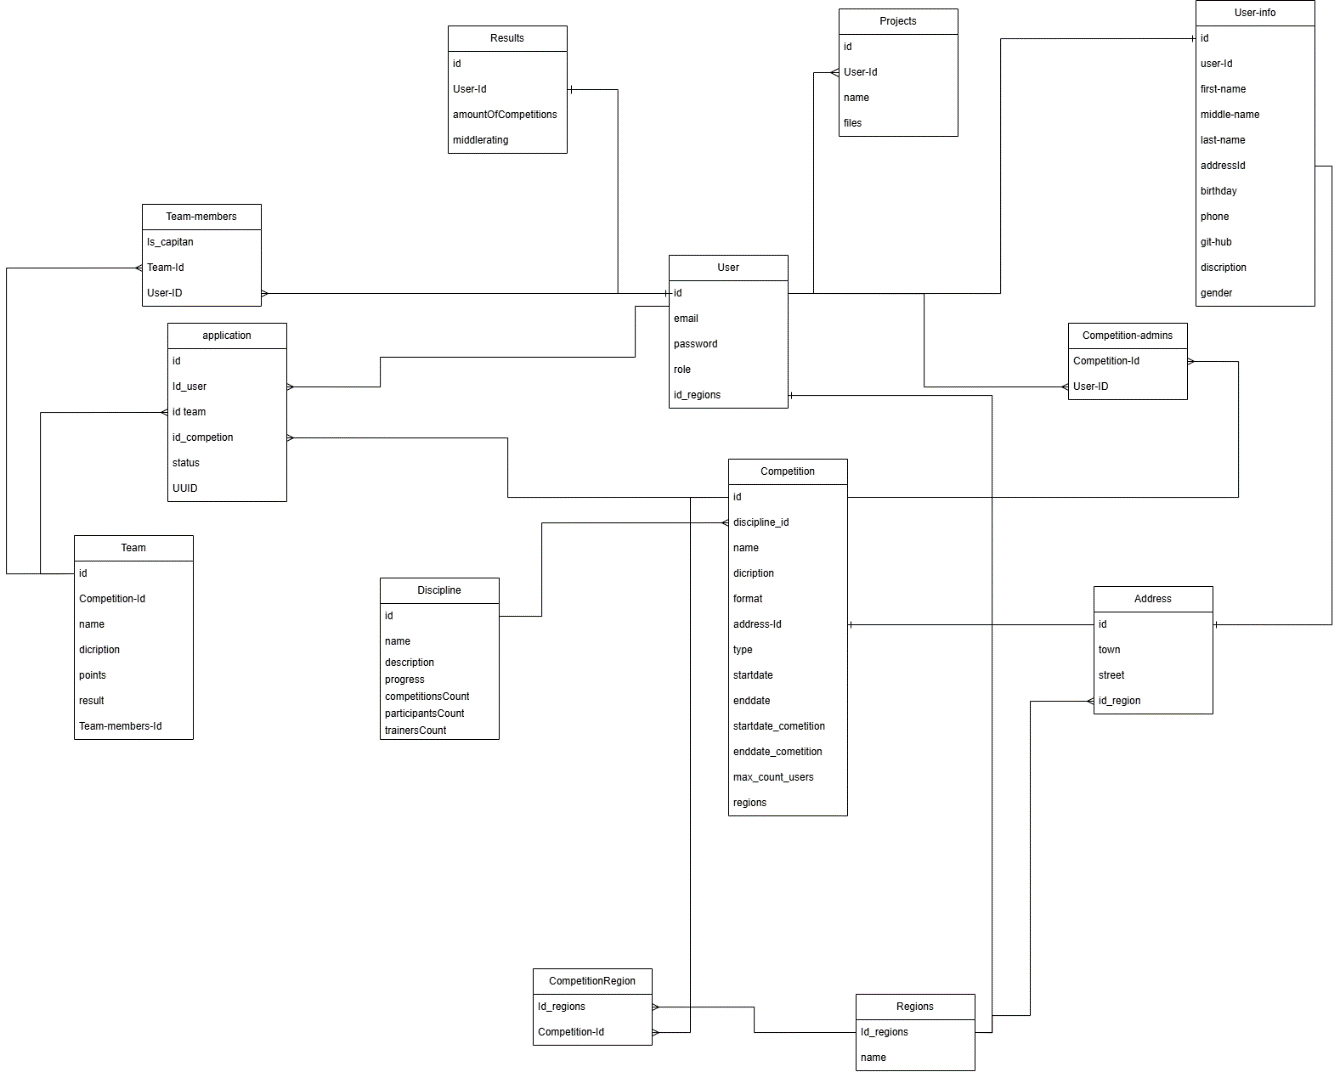 Results
id
User-Id
amountOfCompetitions
middlerating
Projects
id
User-Id
name
files
User-info
id
user-Id
first-name
middle-name
last-name
addressId
birthday
phone
git-hub
discription
gender
Team-members
Is_capitan
Team-Id
User-ID
User
id
email
password
role
id_regions
application
id
Id_user
id team
id_competion
status
UUID
Competition-admins
Competition-Id
User-ID
Team
id
Competition-Id
name
dicription
points
result
Team-members-Id
Discipline
id
name
description
progress
competitionsCount
participantsCount
trainersCount
Competition
id
discipline_id
name
dicription
format
address-Id
type
startdate
enddate
startdate_cometition
enddate_cometition
max_count_users
regions
Address
id
town
street
id_region
CompetitionRegion
Id_regions
Competition-Id
Regions
Id_regions
name